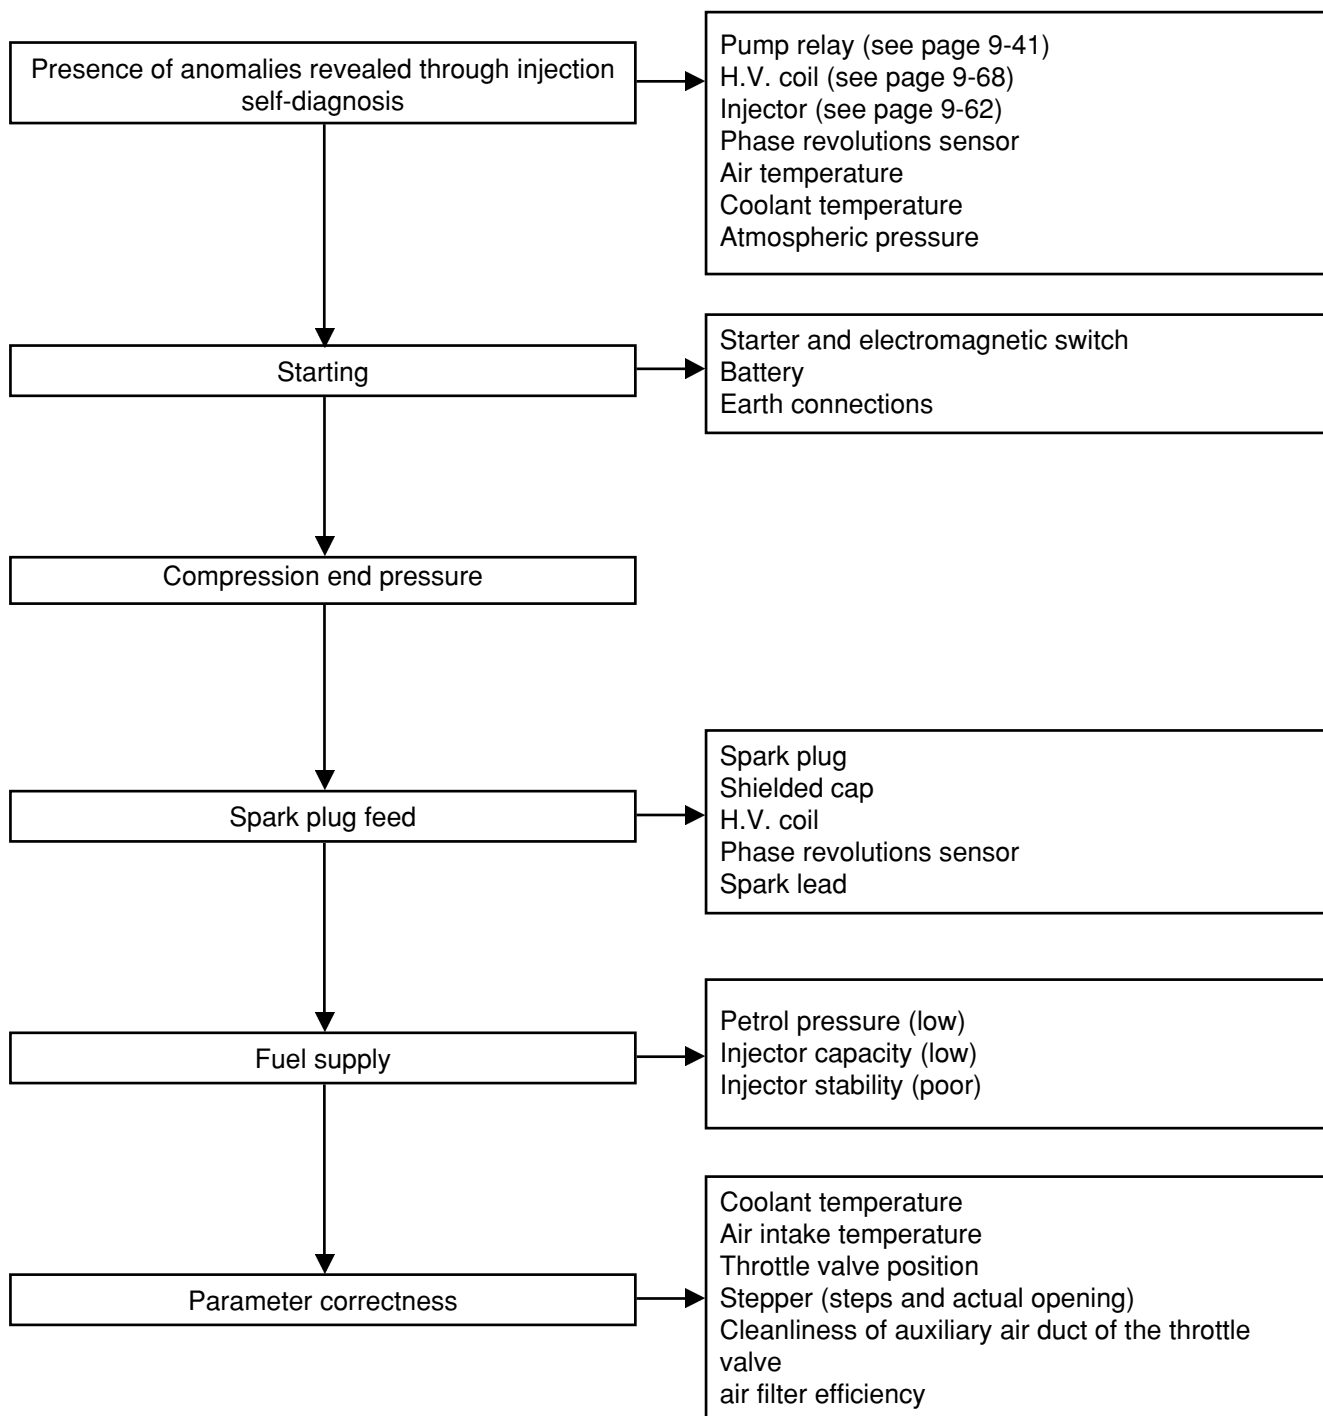 Presence of anomalies revealed through injection
self-diagnosis
Pump relay (see page 9-41)
H.V. coil (see page 9-68)
Injector (see page 9-62)
Phase revolutions sensor
Air temperature
Coolant temperature
Atmospheric pressure
Starting
Starter and electromagnetic switch
Battery
Earth connections
Compression end pressure
Spark plug feed
Spark plug
Shielded cap
H.V. coil
Phase revolutions sensor
Spark lead
Fuel supply
Petrol pressure (low)
Injector capacity (low)
Injector stability (poor)
Parameter correctness
Coolant temperature
Air intake temperature
Throttle valve position
Stepper (steps and actual opening)
Cleanliness of auxiliary air duct of the throttle
valve
air filter efficiency